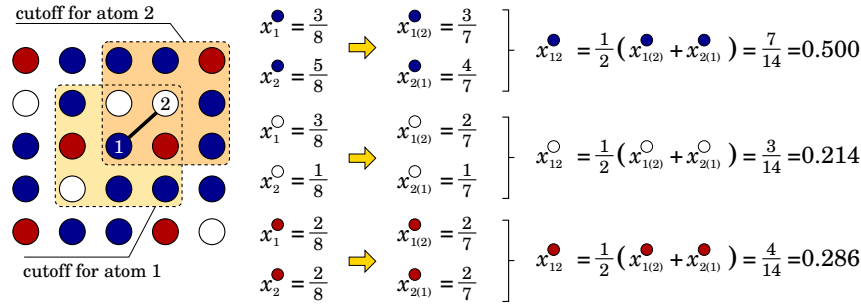 cutoff for atom 2
2
1
cutoff for atom 1
x₁ = 3/8
x₁₍₂₎ = 3/7
x₂ = 5/8
x₂₍₁₎ = 4/7
x₁₂ = 1/2 (x₁₍₂₎ + x₂₍₁₎) = 7/14 = 0.500
x₁ = 3/8
x₁₍₂₎ = 2/7
x₂ = 1/8
x₂₍₁₎ = 1/7
x₁₂ = 1/2 (x₁₍₂₎ + x₂₍₁₎) = 3/14 = 0.214
x₁ = 2/8
x₁₍₂₎ = 2/7
x₂ = 2/8
x₂₍₁₎ = 2/7
x₁₂ = 1/2 (x₁₍₂₎ + x₂₍₁₎) = 4/14 = 0.286